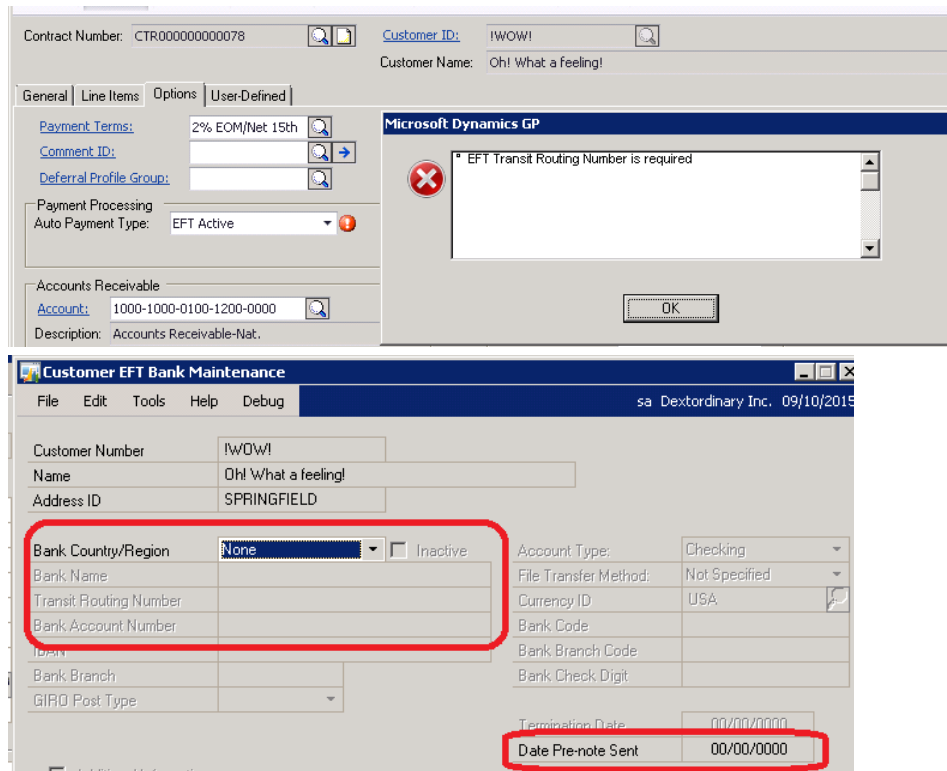 Contract Number: CTR000000000078 Customer ID: !WOW!
Customer Name: Oh! What a feeling!
General Line Items Options User-Defined
Payment Terms: 2% EOM/Net 15th
Comment ID:
Deferral Profile Group:
Payment Processing
Auto Payment Type: EFT Active
Accounts Receivable
Account: 1000-1000-0100-1200-0000
Description: Accounts Receivable-Nat.
Microsoft Dynamics GP
* EFT Transit Routing Number is required
OK
Customer EFT Bank Maintenance
File Edit Tools Help Debug sa Dextordinary Inc. 09/10/2015
Customer Number !WOW!
Name Oh! What a feeling!
Address ID SPRINGFIELD
Bank Country/Region None Inactive Account Type: Checking
Bank Name File Transfer Method: Not Specified
Transit Routing Number Currency ID USA
Bank Account Number Bank Code
IBAN Bank Branch Code
Bank Branch Bank Check Digit
GIRO Post Type
Termination Date 00/00/0000
Date Pre-note Sent 00/00/0000